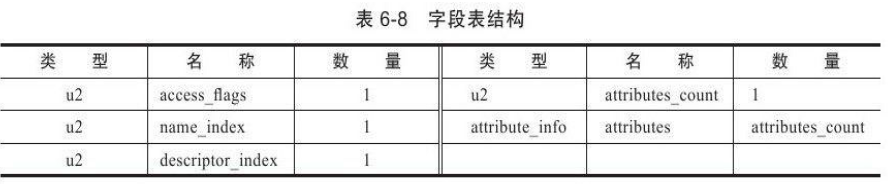 表 6-8 字段表结构
类 型 名 称 数 量 类 型 名 称 数 量
u2 access_flags 1 u2 attributes_count 1
u2 name_index 1 attribute_info attributes attributes_count
u2 descriptor_index 1